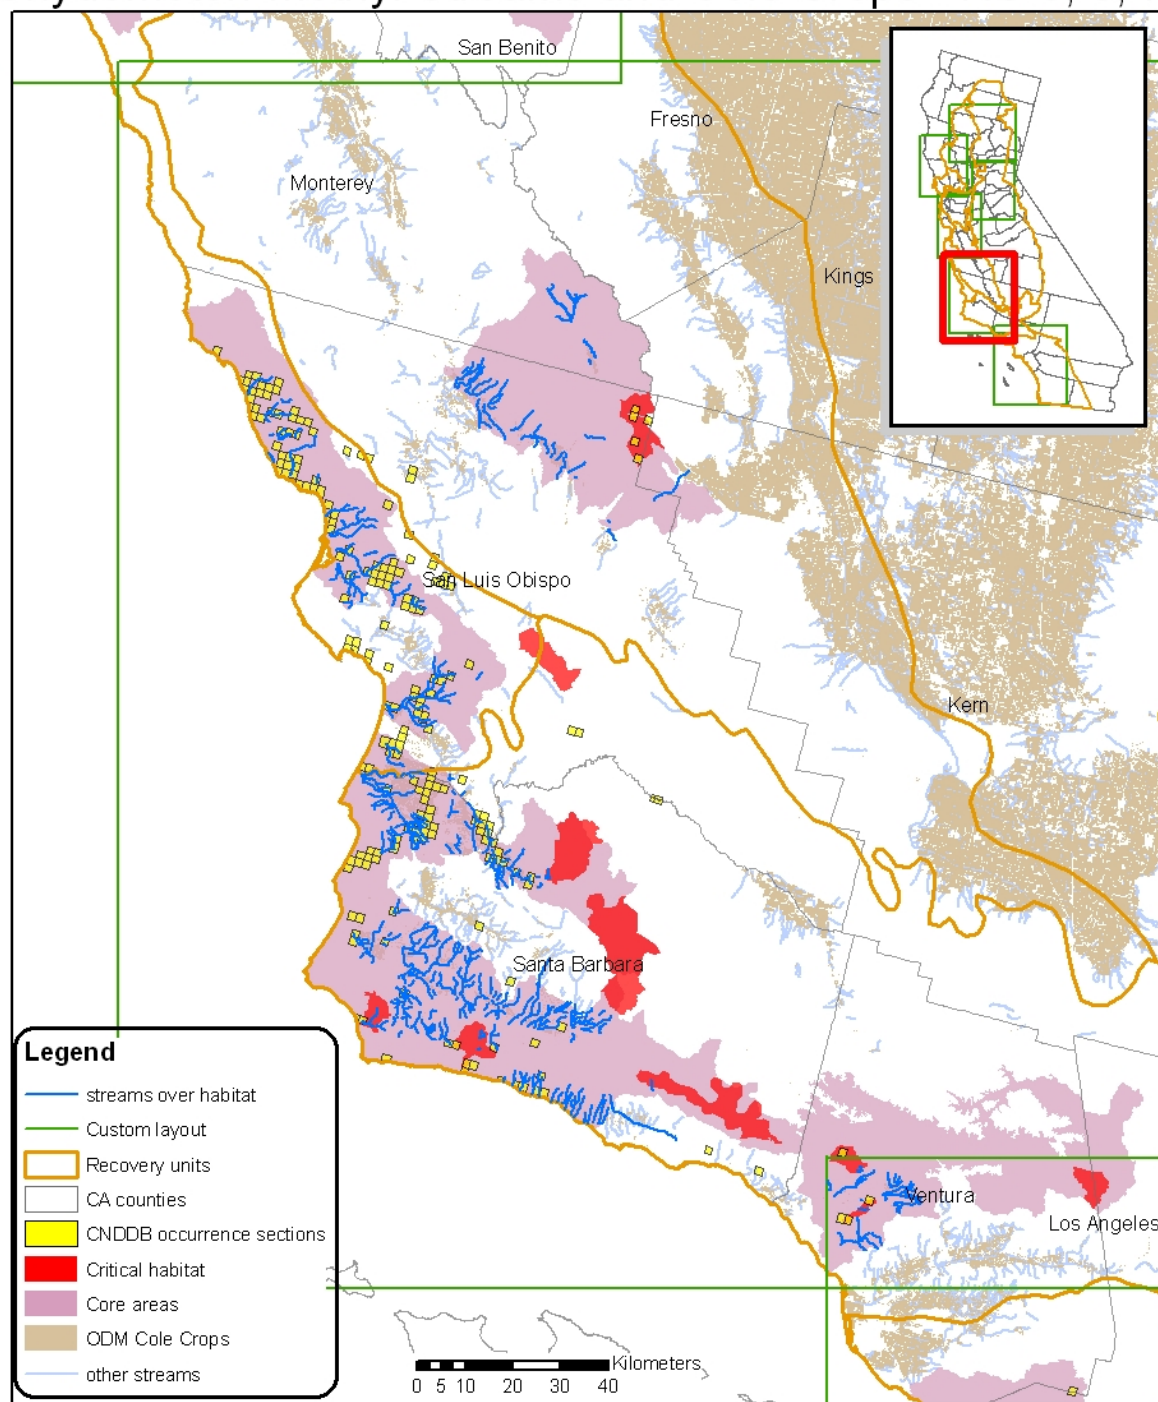 San Benito
Fresno
Monterey
Kings
San Luis Obispo
Kern
Santa Barbara
Ventura
Los Angeles
Legend
streams over habitat
Custom layout
Recovery units
CA counties
CNDDB occurrence sections
Critical habitat
Core areas
ODM Cole Crops
other streams
Kilometers
0 5 10 20 30 40